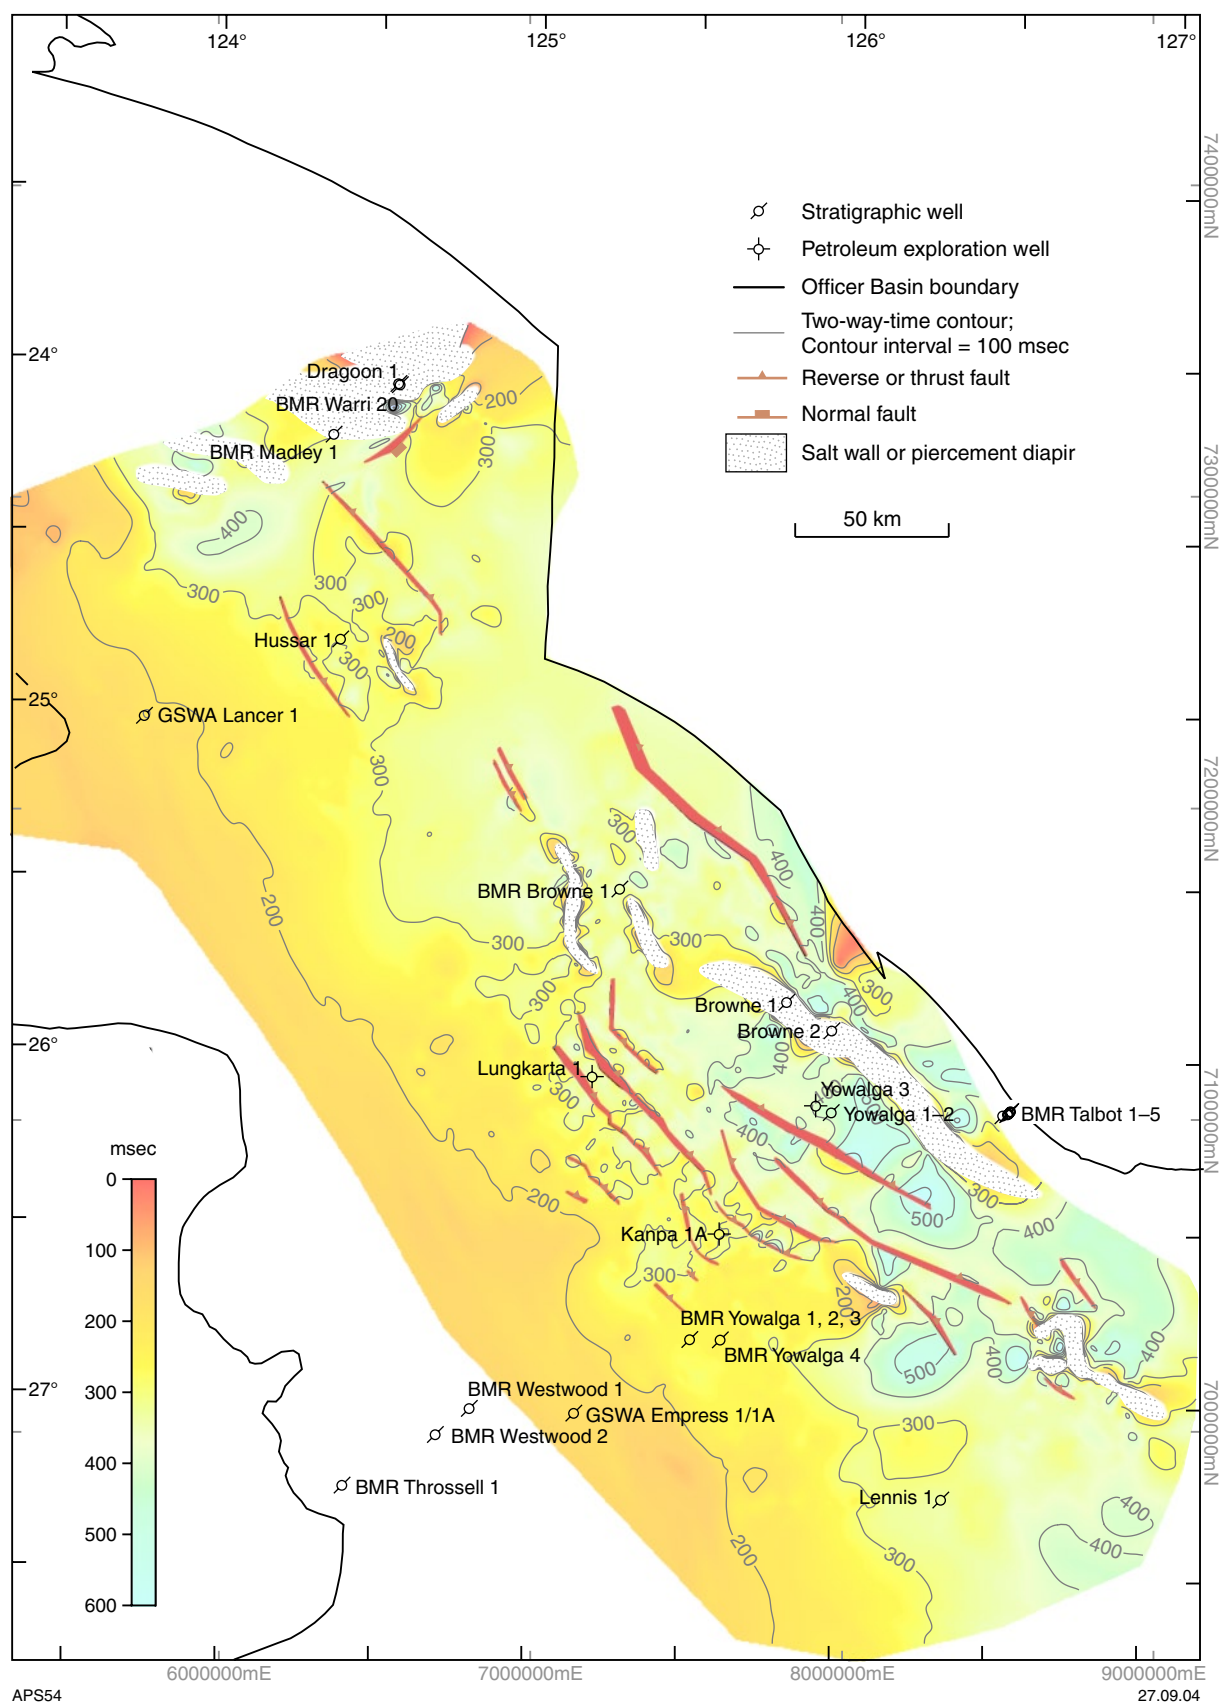 124°
125°
126°
127°
7400000mN
Stratigraphic well
Petroleum exploration well
Officer Basin boundary
Two-way-time contour;
Contour interval = 100 msec
Reverse or thrust fault
Normal fault
Salt wall or piercement diapir
50 km
24°
Dragoon 1
BMR Warri 20
200
300
BMR Madley 1
7300000mN
400
300
300
300
200
Hussar 1
300
25°
GSWA Lancer 1
300
7200000mN
300
400
BMR Browne 1
200
400
300
300
300
300
Browne 1
400
Browne 2
400
26°
Lungkarta 1
300
Yowalga 3
400
Yowalga 1–2
BMR Talbot 1–5
7100000mN
400
msec
0
100
200
300
400
500
600
200
300
500
400
Kanpa 1A
300
200
BMR Yowalga 1, 2, 3
BMR Yowalga 4
400
400
500
27°
BMR Westwood 1
GSWA Empress 1/1A
BMR Westwood 2
300
7000000mN
BMR Throssell 1
Lennis 1
400
400
200
300
6000000mE
7000000mE
8000000mE
9000000mE
APS54
27.09.04